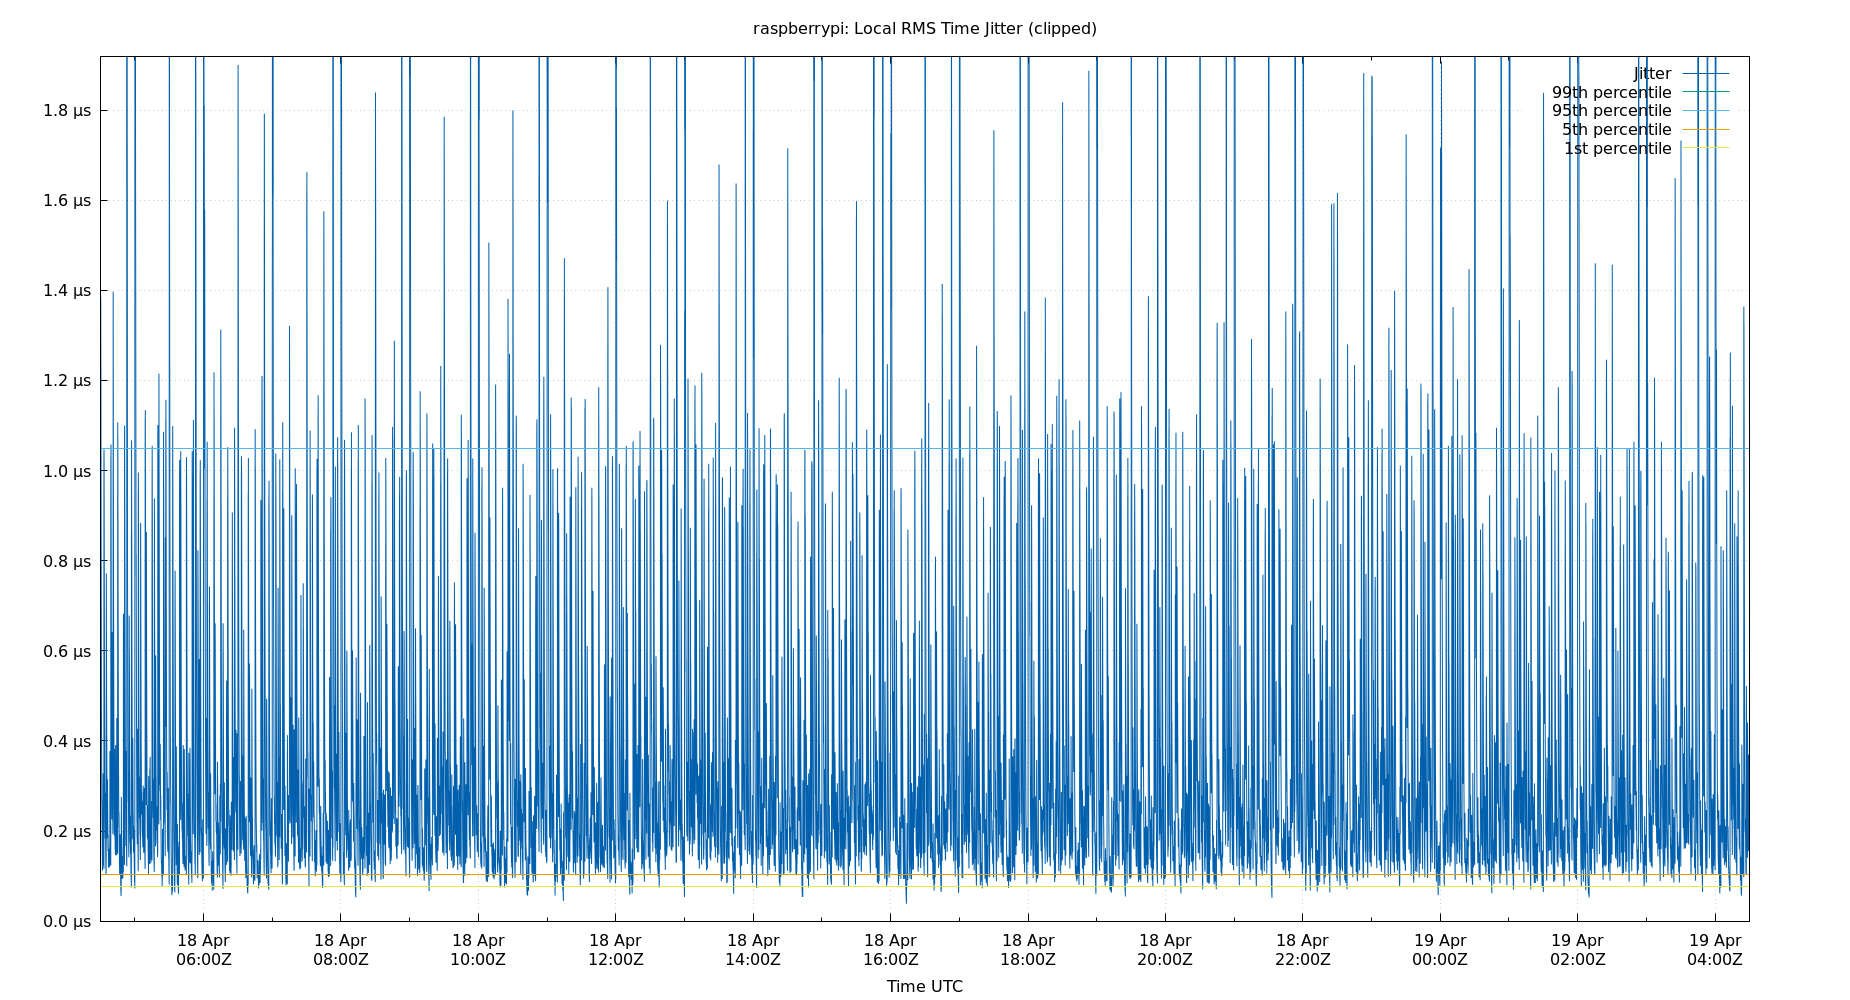 raspberrypi: Local RMS Time Jitter (clipped)
Jitter
99th percentile
95th percentile
5th percentile
1st percentile
1.8 µs
1.6 µs
1.4 µs
1.2 µs
1.0 µs
0.8 µs
0.6 µs
0.4 µs
0.2 µs
0.0 µs
18 Apr 18 Apr 18 Apr 18 Apr 18 Apr 18 Apr 18 Apr 18 Apr 18 Apr 19 Apr 19 Apr 19 Apr
06:00Z 08:00Z 10:00Z 12:00Z 14:00Z 16:00Z 18:00Z 20:00Z 22:00Z 00:00Z 02:00Z 04:00Z
Time UTC